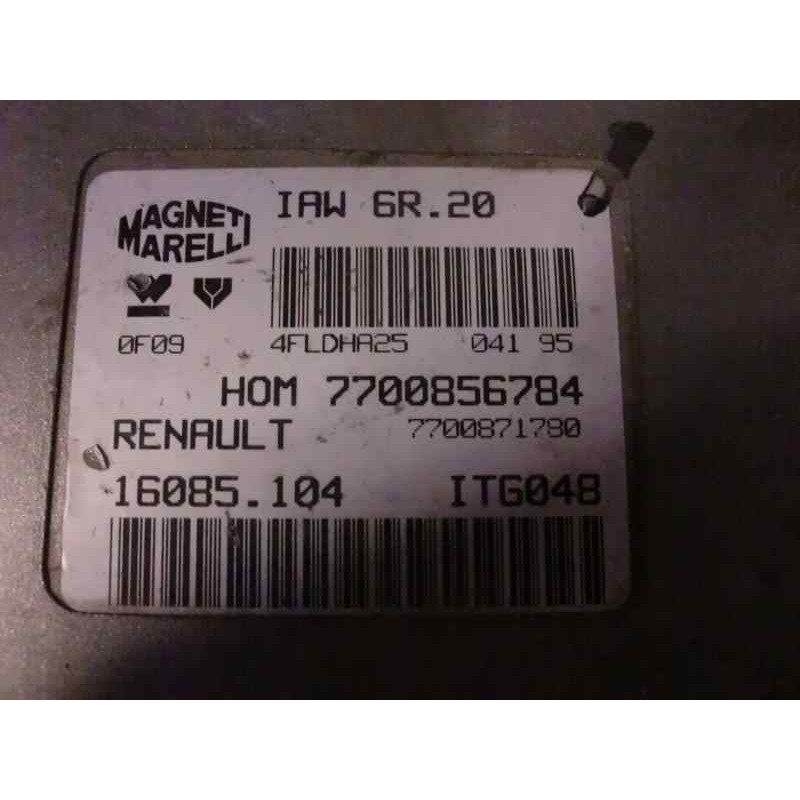 MAGNETI
MARELLI
IAW 6R.20
0F09
4FLDHA25 041 95
HOM 7700856784
RENAULT 7700871780
16085.104 ITG048